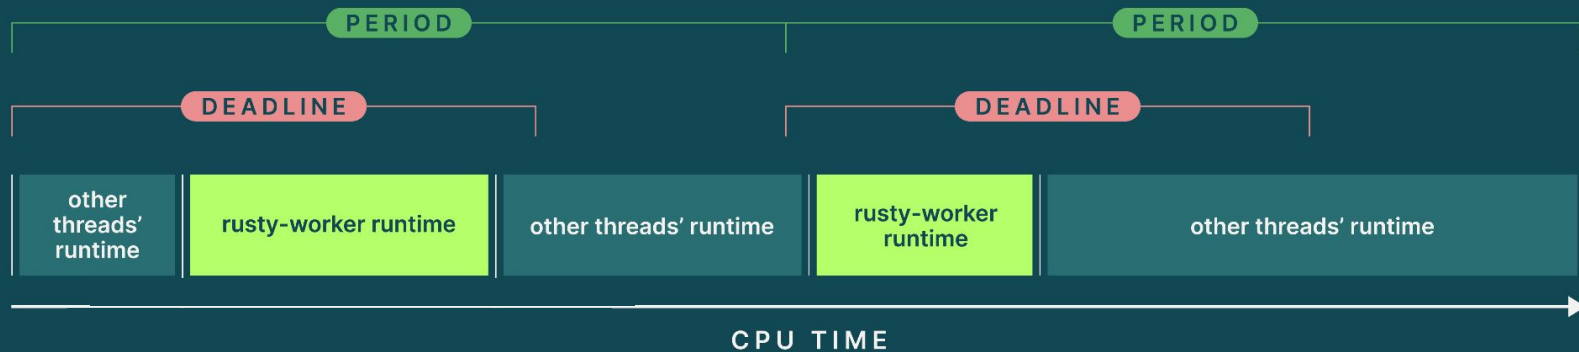 PERIOD
PERIOD
DEADLINE
DEADLINE
other
threads’
runtime
rusty-worker runtime
other threads’ runtime
rusty-worker
runtime
other threads’ runtime
CPU TIME